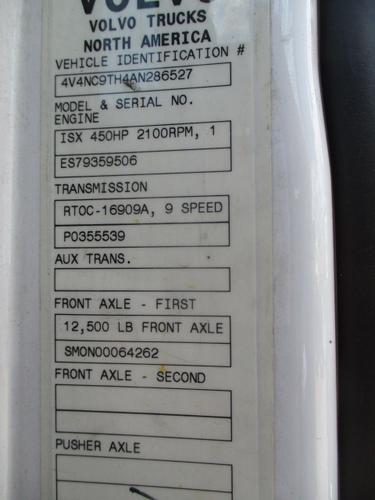 VOLVO
VOLVO TRUCKS
NORTH AMERICA
VEHICLE IDENTIFICATION #
4V4NC9TH4AN286527
MODEL & SERIAL NO.
ENGINE
ISX 450HP 2100RPM, 1
ES79359506
TRANSMISSION
RTOC-16909A, 9 SPEED
P0355539
AUX TRANS.
FRONT AXLE - FIRST
12,500 LB FRONT AXLE
SMON00064262
FRONT AXLE - SECOND
PUSHER AXLE